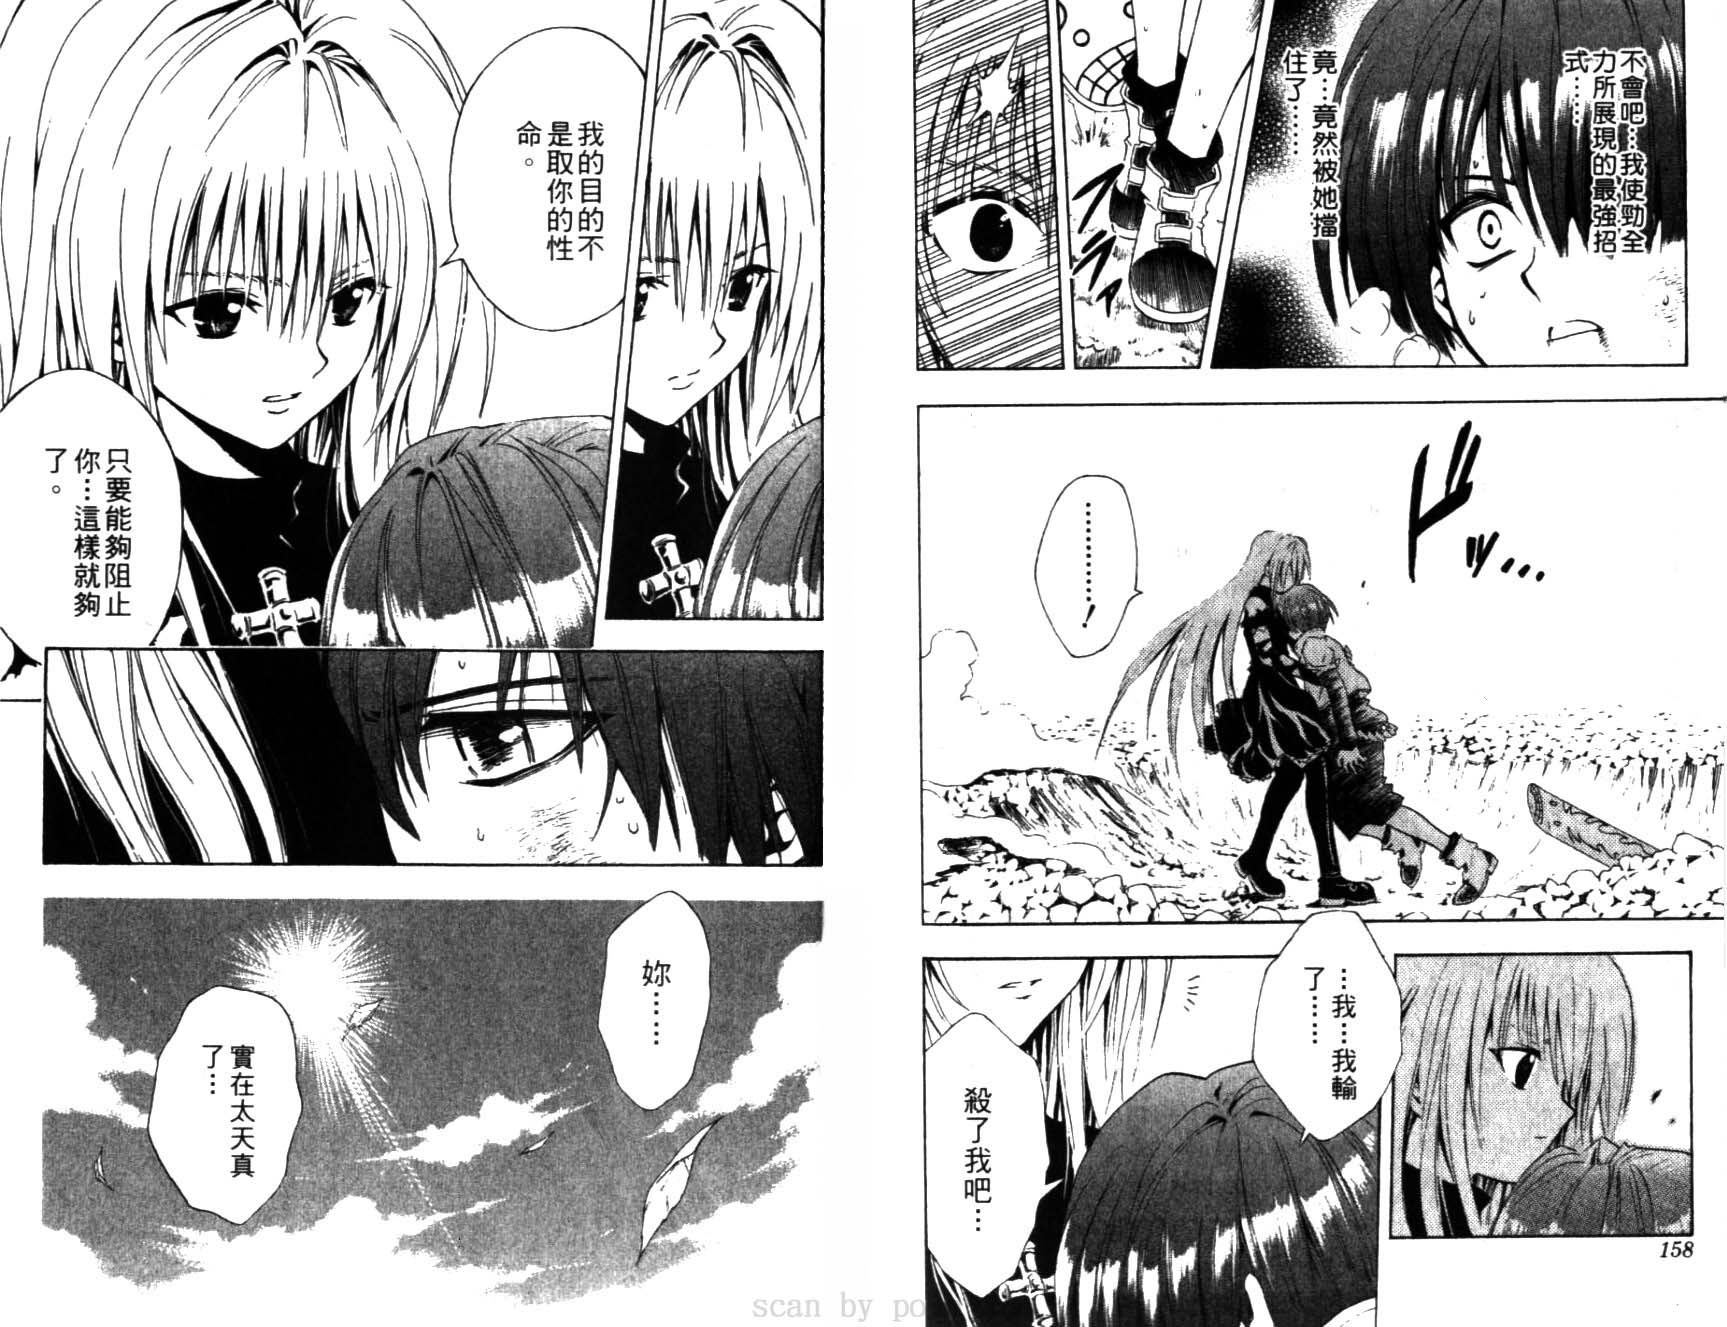 不會吧…我使勁全
力所展現的最強招
式……
竟…竟然被她擋
住了……
ドッ…
…………！
…我…我輸
了……
殺了我吧…
158
我的目的不
是取你的性
命。
只要能夠阻止
你…這樣就夠
了。
妳……
實在太天真
了…
scan by po